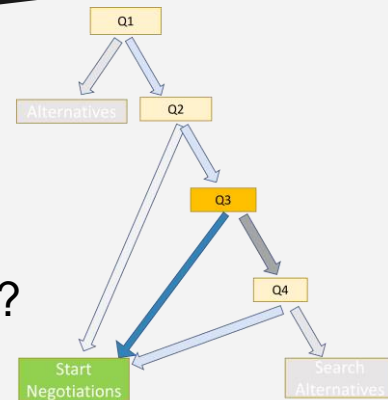 Q1
Alternatives
Q2
Q3
?
Q4
Start
Negotiations
Search
Alternatives